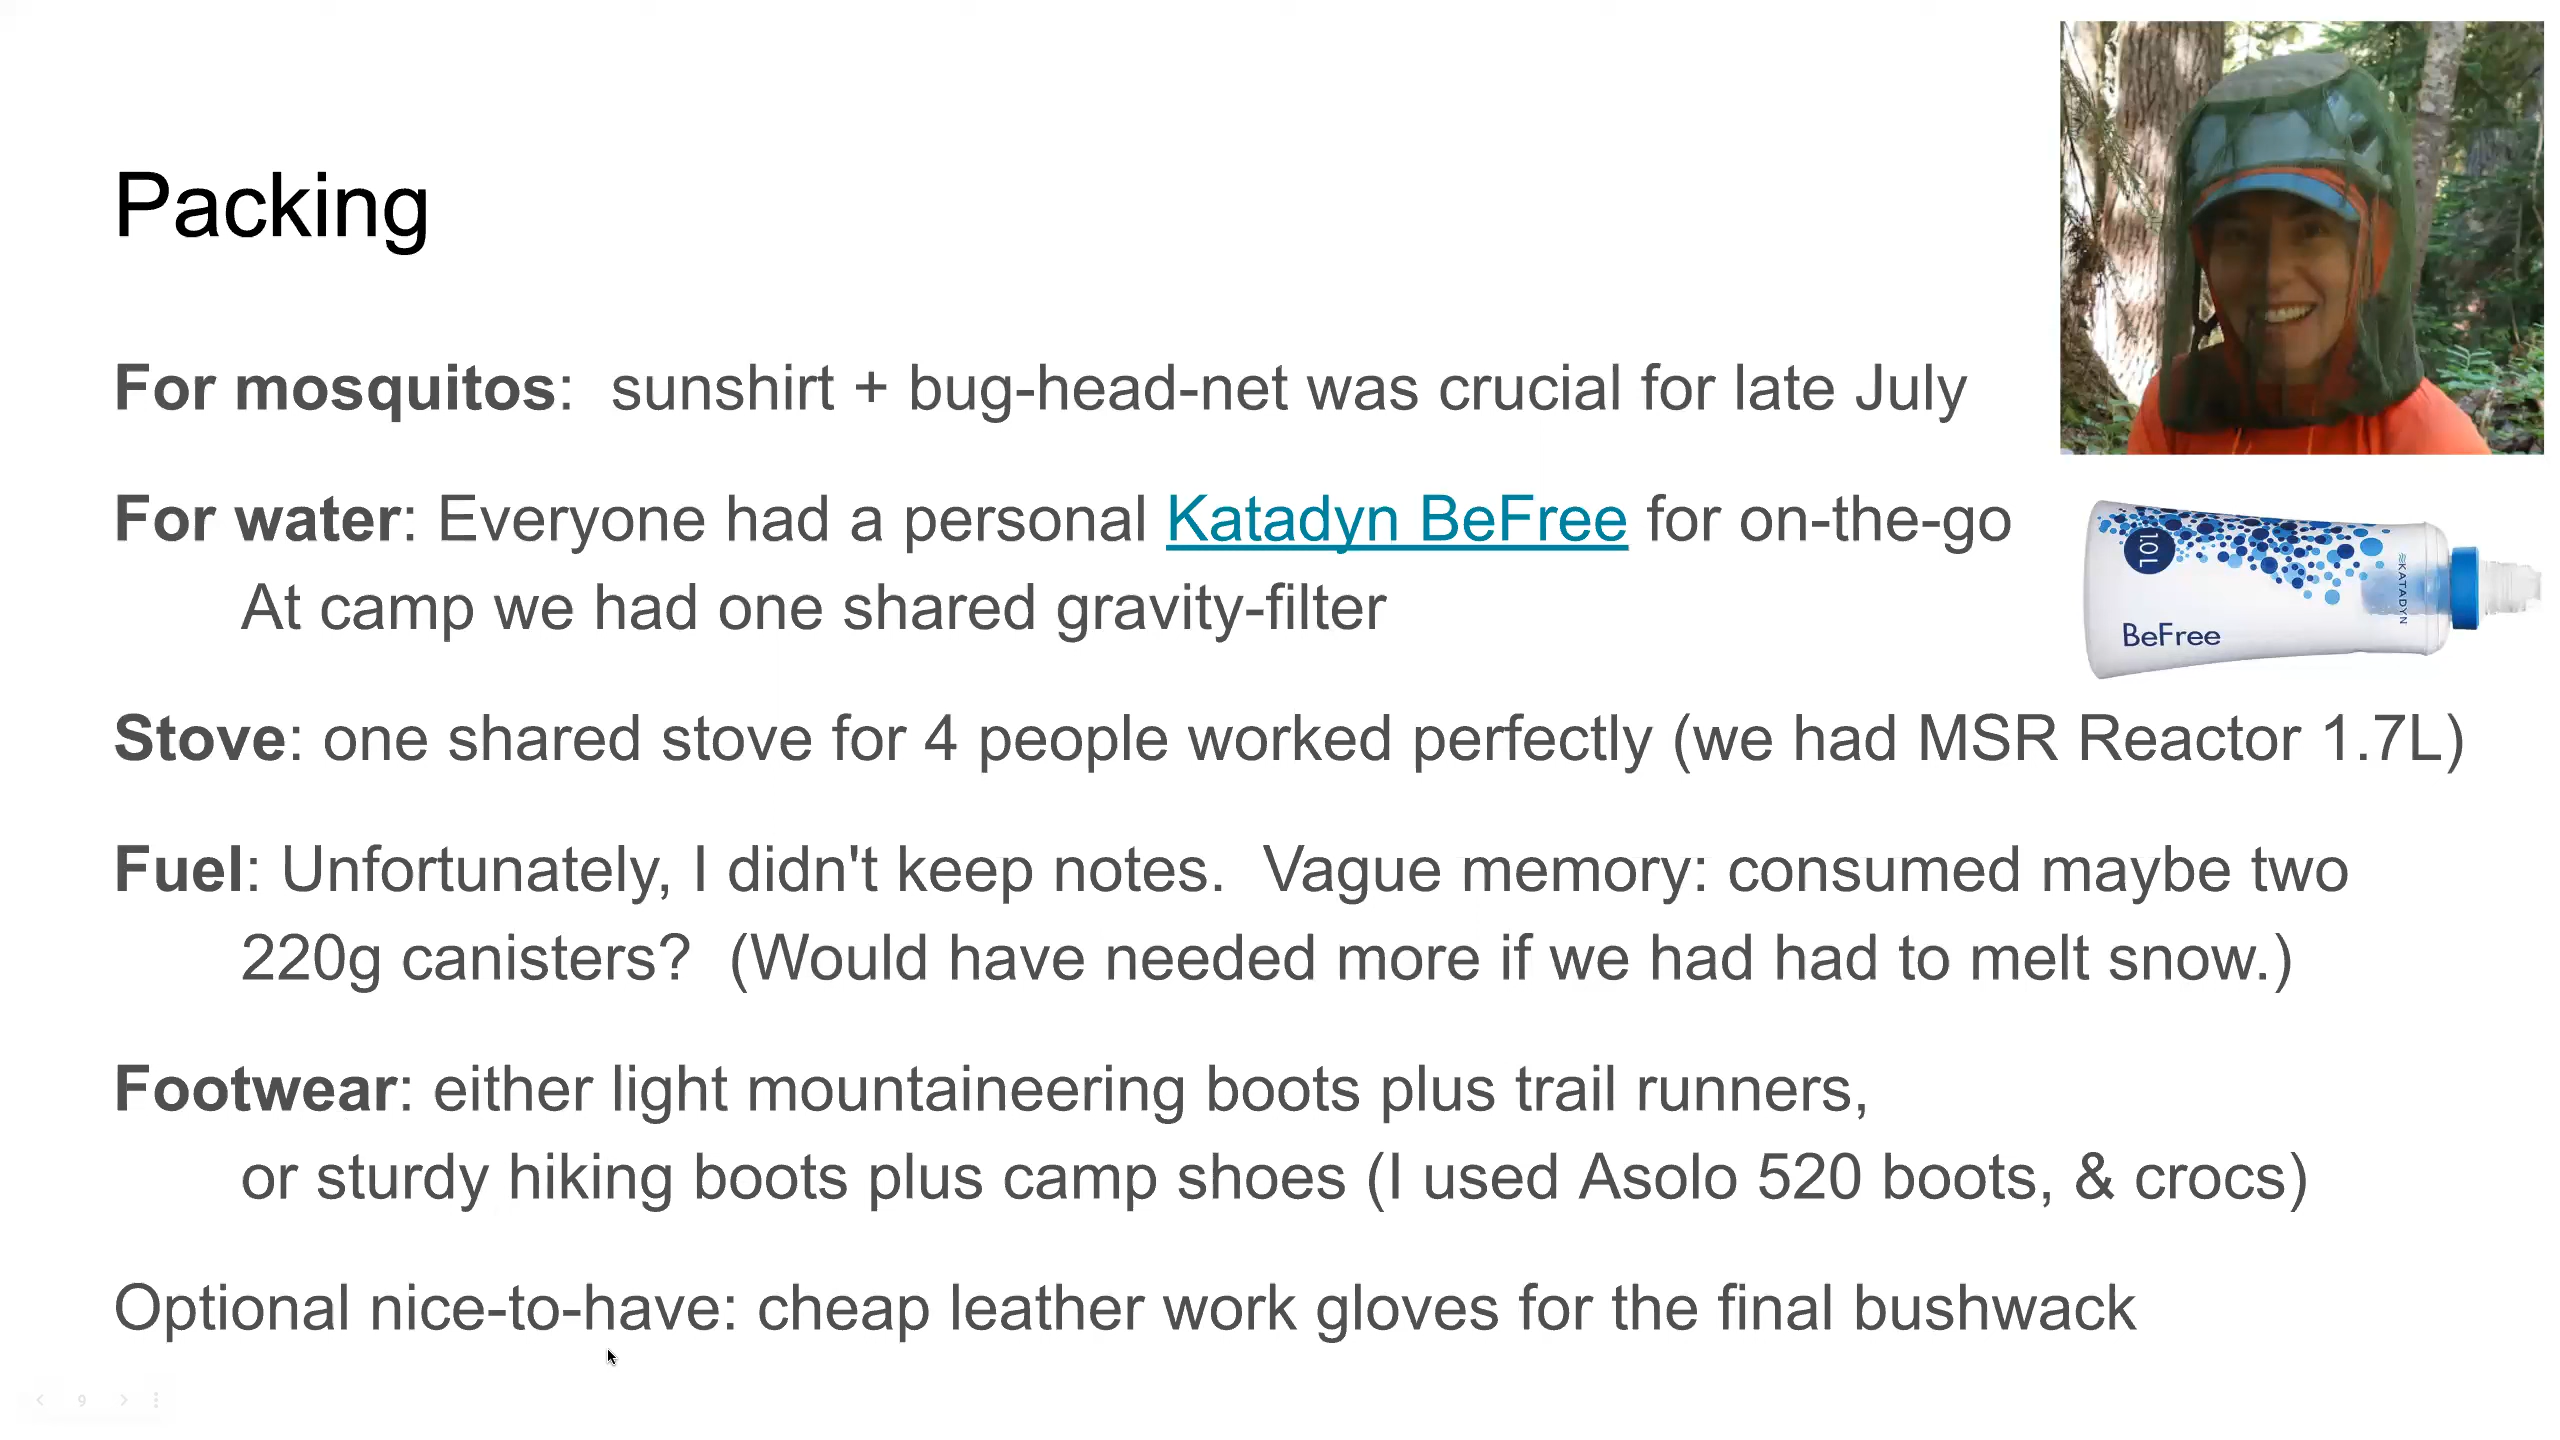 Packing
For mosquitos:  sunshirt + bug-head-net was crucial for late July
For water: Everyone had a personal Katadyn BeFree for on-the-go
At camp we had one shared gravity-filter
1.0 L
KATADYN
BeFree
Stove: one shared stove for 4 people worked perfectly (we had MSR Reactor 1.7L)
Fuel: Unfortunately, I didn't keep notes.  Vague memory: consumed maybe two
220g canisters?  (Would have needed more if we had had to melt snow.)
Footwear: either light mountaineering boots plus trail runners,
or sturdy hiking boots plus camp shoes (I used Asolo 520 boots, & crocs)
Optional nice-to-have: cheap leather work gloves for the final bushwack
9